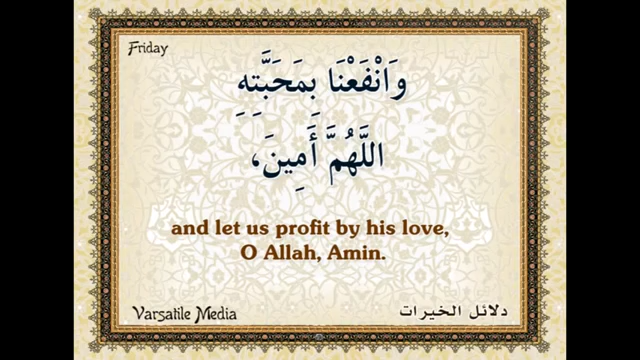 Friday
وَانْفَعْنَا بِمَحَبَّتِهِ
اللَّهُمَّ أَمِينَ،
and let us profit by his love,
O Allah, Amin.
Varsatile Media
دلائل الخيرات